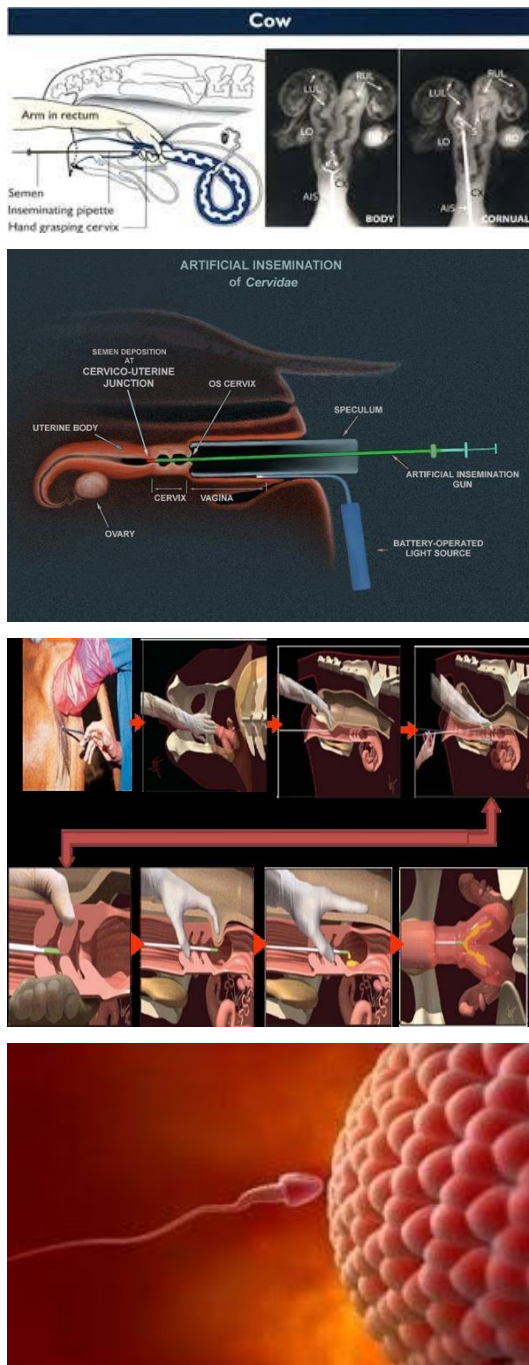 Cow
Arm in rectum
Semen
Inseminating pipette
Hand grasping cervix
LUL
RUL
LO
CX
AIS
BODY
LUL
RUL
LO
S
RO
CX
AIS
CORNUAL
ARTIFICIAL INSEMINATION
of Cervidae
SEMEN DEPOSITION
AT
CERVICO-UTERINE
JUNCTION
OS CERVIX
SPECULUM
UTERINE BODY
ARTIFICIAL INSEMINATION
GUN
CERVIX
VAGINA
OVARY
BATTERY-OPERATED
LIGHT SOURCE